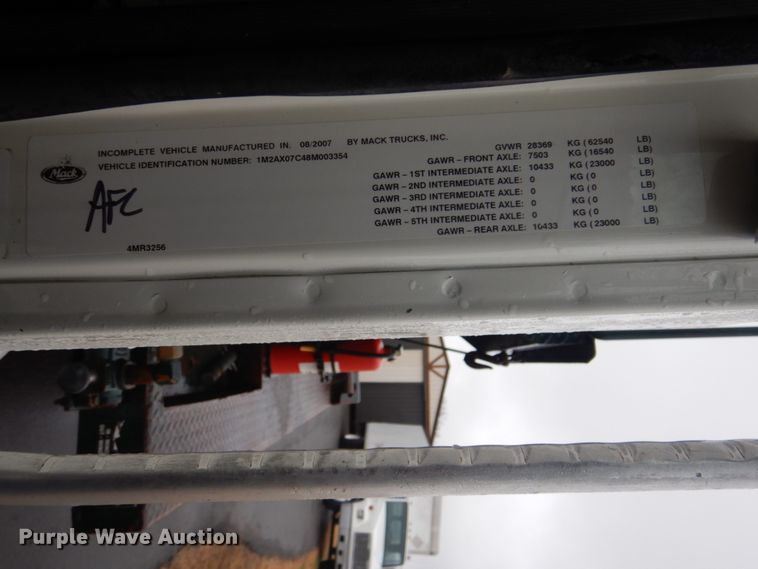 INCOMPLETE VEHICLE MANUFACTURED IN. 08/2007 BY MACK TRUCKS, INC.
VEHICLE IDENTIFICATION NUMBER: 1M2AX07C48M003354
Mack
AFC
4MR3256
GVWR 28369 KG ( 62540 LB)
GAWR - FRONT AXLE: 7503 KG ( 16540 LB)
GAWR - 1ST INTERMEDIATE AXLE: 10433 KG ( 23000 LB)
GAWR - 2ND INTERMEDIATE AXLE: 0 KG ( 0 LB)
GAWR - 3RD INTERMEDIATE AXLE: 0 KG ( 0 LB)
GAWR - 4TH INTERMEDIATE AXLE: 0 KG ( 0 LB)
GAWR - 5TH INTERMEDIATE AXLE: 0 KG ( 0 LB)
GAWR - REAR AXLE: 10433 KG ( 23000 LB)
Purple Wave Auction